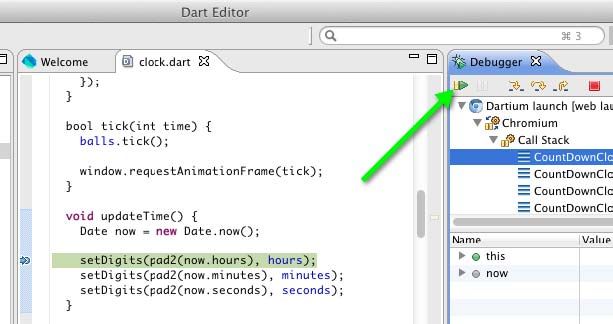 Dart Editor
⌘ 3
Welcome
clock.dart
Debugger
});
}
bool tick(int time) {
balls.tick();
window.requestAnimationFrame(tick);
}
void updateTime() {
Date now = new Date.now();
setDigits(pad2(now.hours), hours);
setDigits(pad2(now.minutes), minutes);
setDigits(pad2(now.seconds), seconds);
}
Dartium launch [web lau
Chromium
Call Stack
CountDownClo
CountDownClo
CountDownClo
CountDownClo
Name Value
this
now